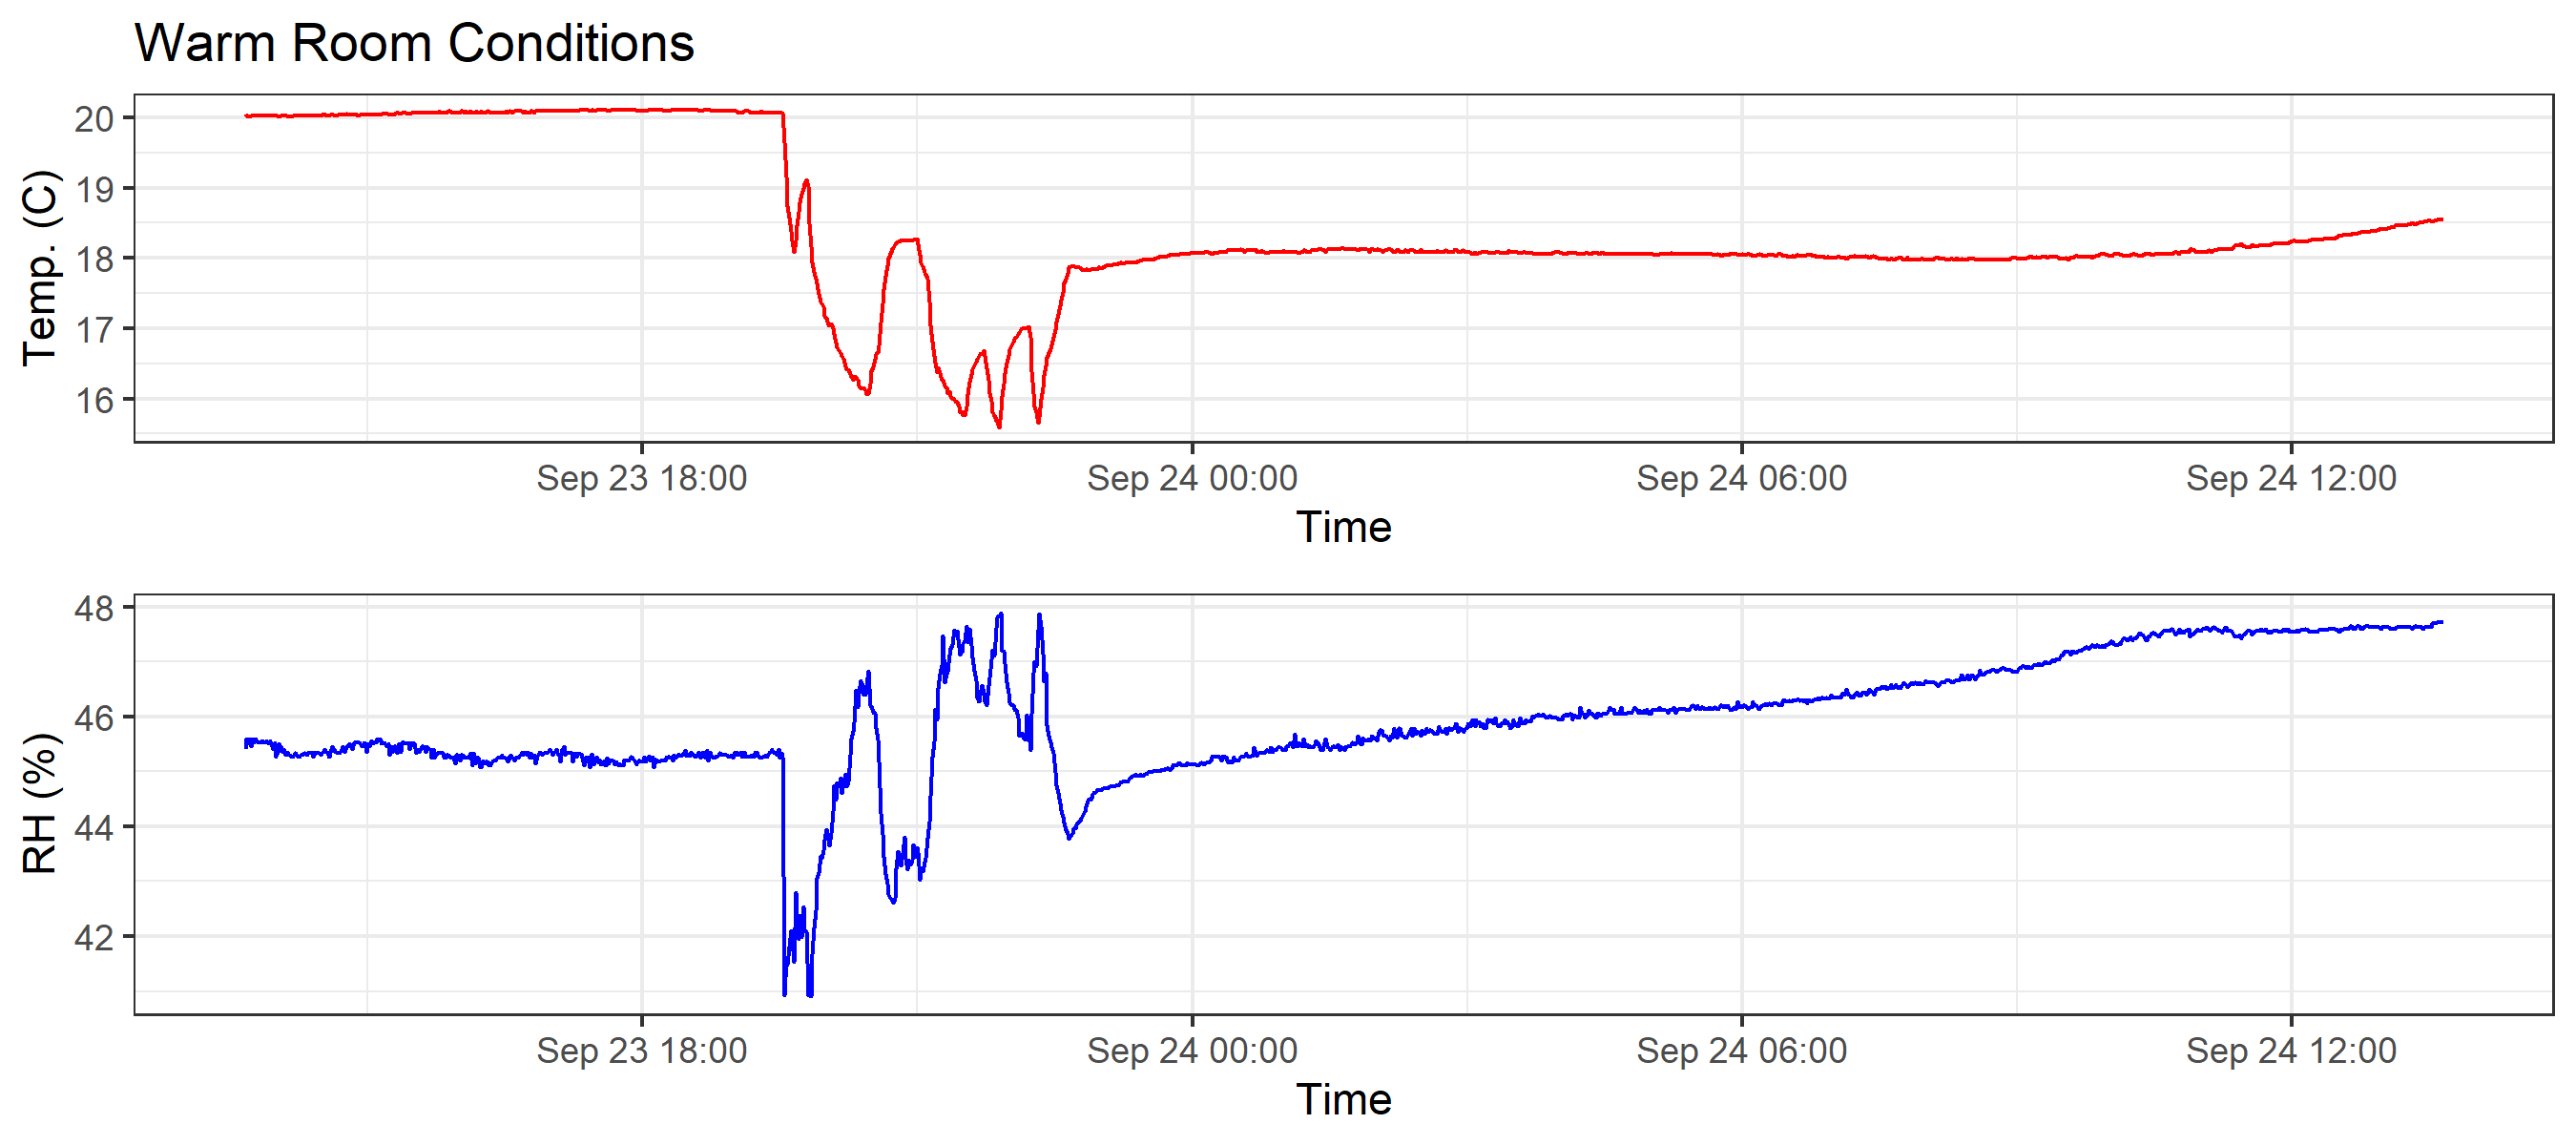 Warm Room Conditions
Temp. (C)
20
19
18
17
16
Sep 23 18:00 Sep 24 00:00 Sep 24 06:00 Sep 24 12:00
Time
RH (%)
48
46
44
42
Sep 23 18:00 Sep 24 00:00 Sep 24 06:00 Sep 24 12:00
Time